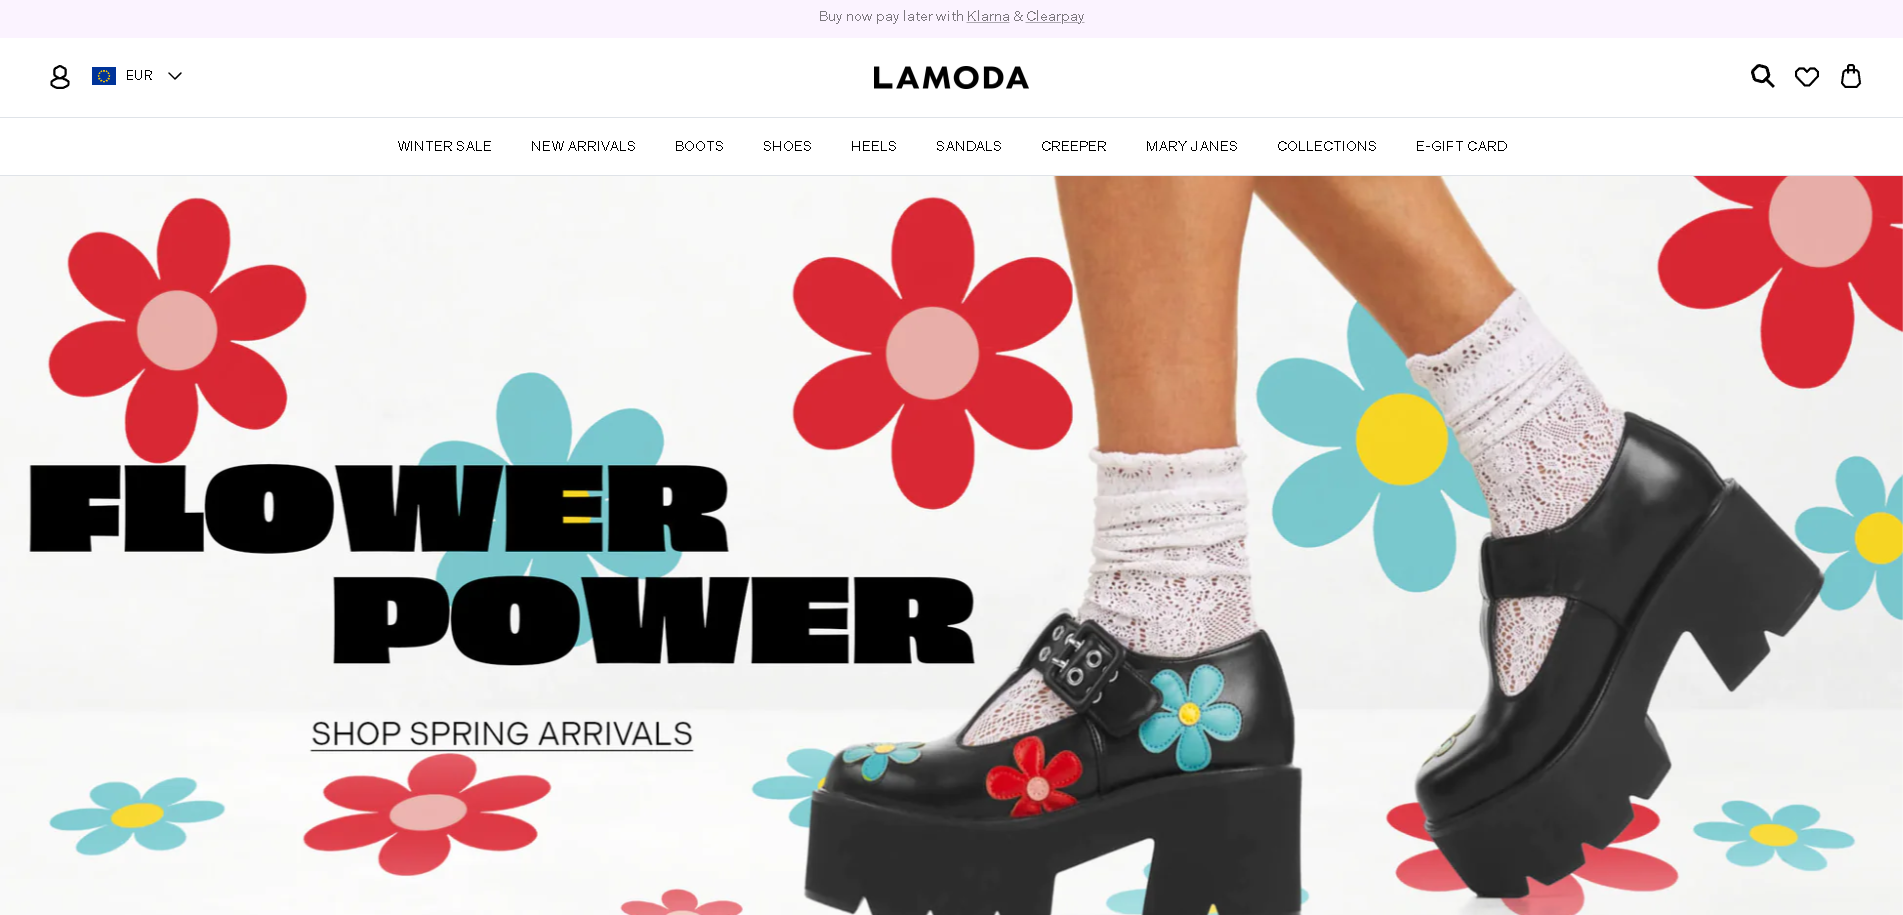 Buy now pay later with Klarna & Clearpay
EUR
LAMODA
WINTER SALE
NEW ARRIVALS
BOOTS
SHOES
HEELS
SANDALS
CREEPER
MARY JANES
COLLECTIONS
E-GIFT CARD
FLOWER
POWER
SHOP SPRING ARRIVALS